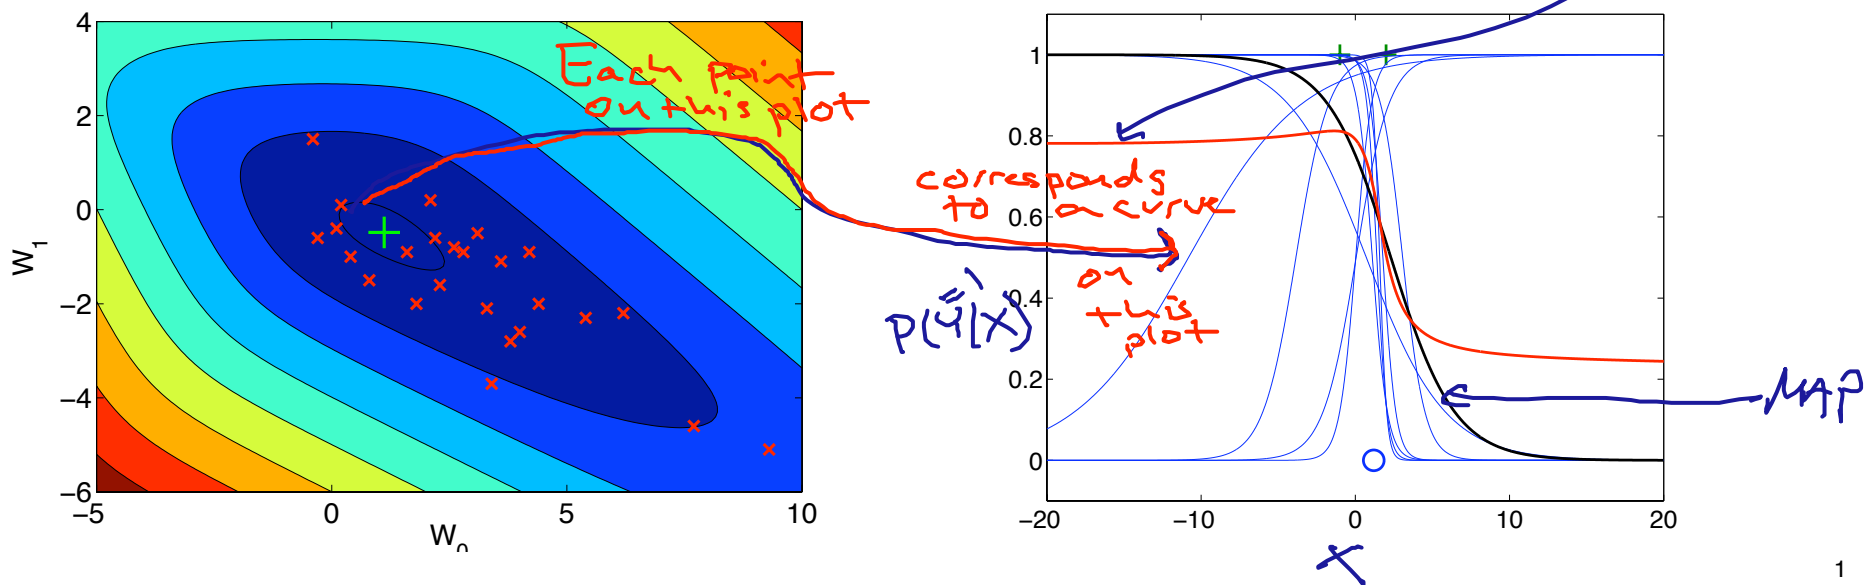 4
2
0
−2
−4
−6
−5
0
5
10
W₁
W₀
Each point
on this plot
corresponds
to a curve
on
this
plot
P(Y=1|X)
1
0.8
0.6
0.4
0.2
0
−20
−10
0
10
20
X
MAP
1